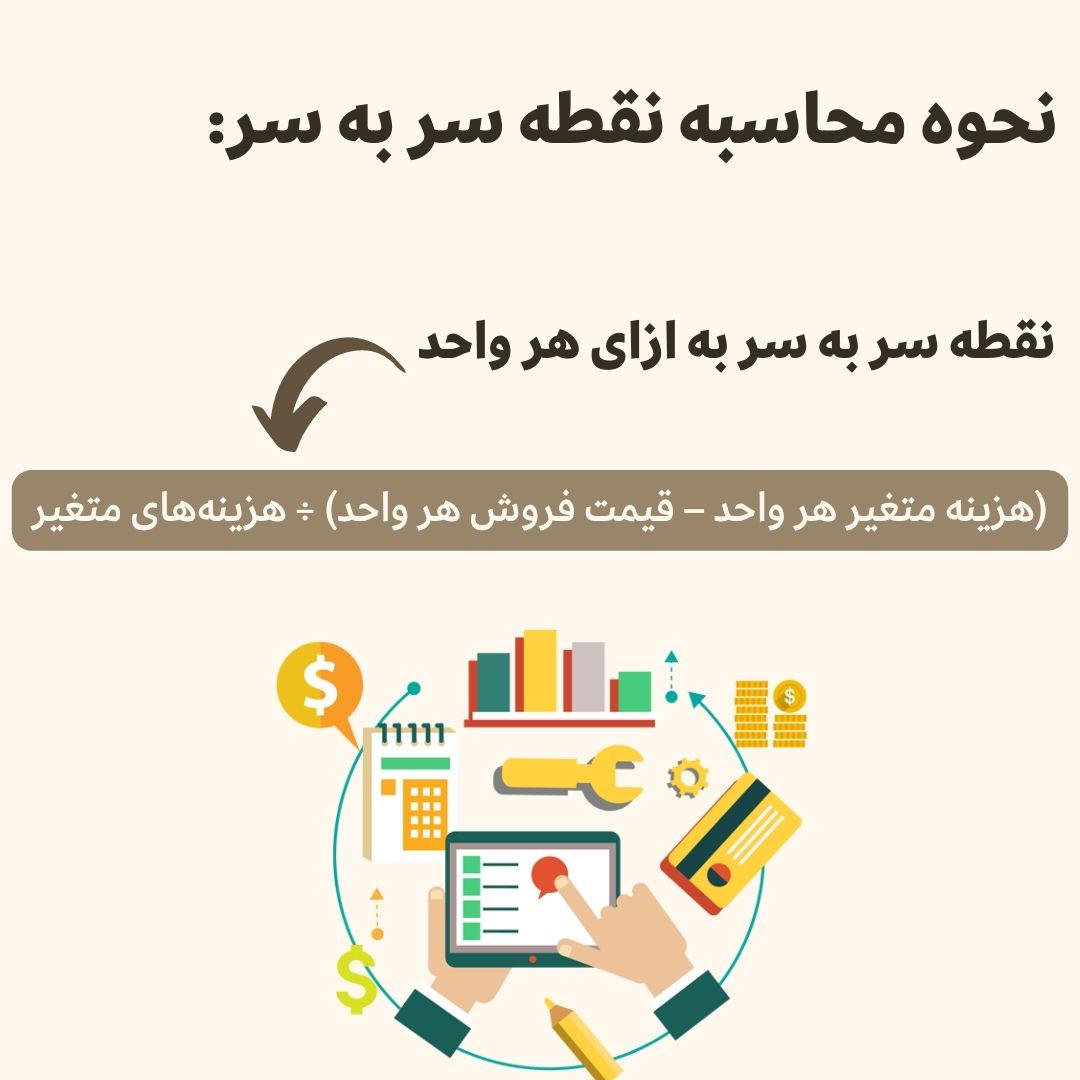 نحوه محاسبه نقطه سر به سر:
نقطه سر به سر به ازای هر واحد
(هزینه متغیر هر واحد – قیمت فروش هر واحد) ÷ هزینه‌های متغیر
$
$
$